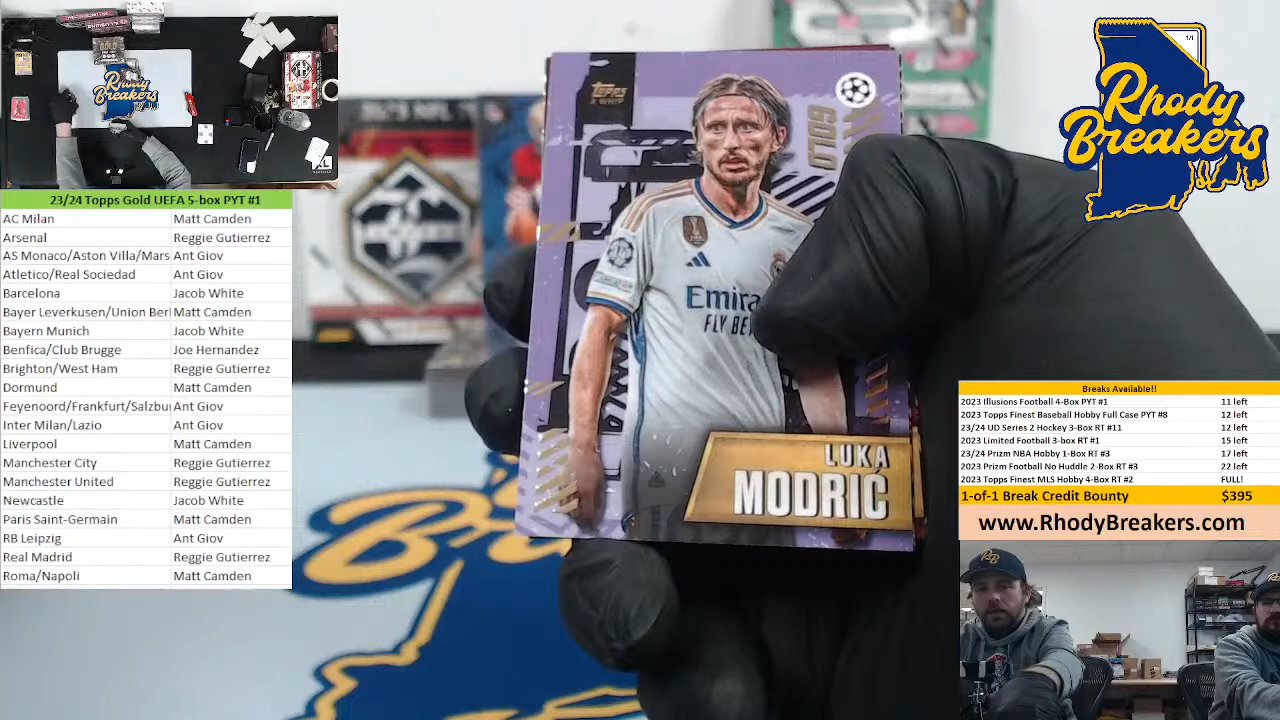 Rhody
Breakers
23/24 Topps Gold UEFA 5-box PYT #1
AC Milan Matt Camden
Arsenal Reggie Gutierrez
AS Monaco/Aston Villa/Mars Ant Giov
Atletico/Real Sociedad Ant Giov
Barcelona Jacob White
Bayer Leverkusen/Union Ber Matt Camden
Bayern Munich Jacob White
Benfica/Club Brugge Joe Hernandez
Brighton/West Ham Reggie Gutierrez
Dormund Matt Camden
Feyenoord/Frankfurt/Salzbu Ant Giov
Inter Milan/Lazio Ant Giov
Liverpool Matt Camden
Manchester City Reggie Gutierrez
Manchester United Reggie Gutierrez
Newcastle Jacob White
Paris Saint-Germain Matt Camden
RB Leipzig Ant Giov
Real Madrid Reggie Gutierrez
Roma/Napoli Matt Camden
TOPPS
X WHIP
GOLD
Emira
FLY BE
LUKA
MODRIĆ
1/1
Rhody
Breakers
Breaks Available!!
2023 Illusions Football 4-Box PYT #1 11 left
2023 Topps Finest Baseball Hobby Full Case PYT #8 12 left
23/24 UD Series 2 Hockey 3-Box RT #11 12 left
2023 Limited Football 3-box RT #1 15 left
23/24 Prizm NBA Hobby 1-Box RT #3 17 left
2023 Prizm Football No Huddle 2-Box RT #3 22 left
2023 Topps Finest MLS Hobby 4-Box RT #2 FULL!
1-of-1 Break Credit Bounty $395
www.RhodyBreakers.com